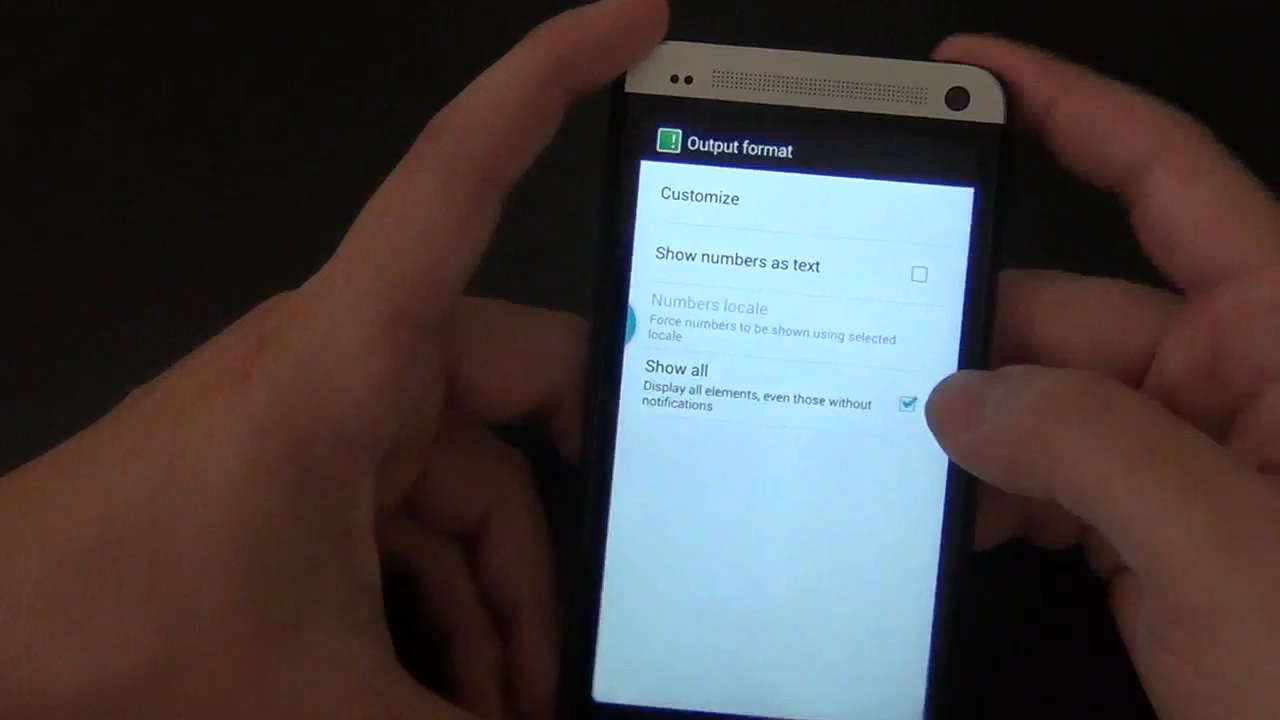 Output format
Customize
Show numbers as text
Numbers locale
Force numbers to be shown using selected
locale
Show all
Display all elements, even those without
notifications